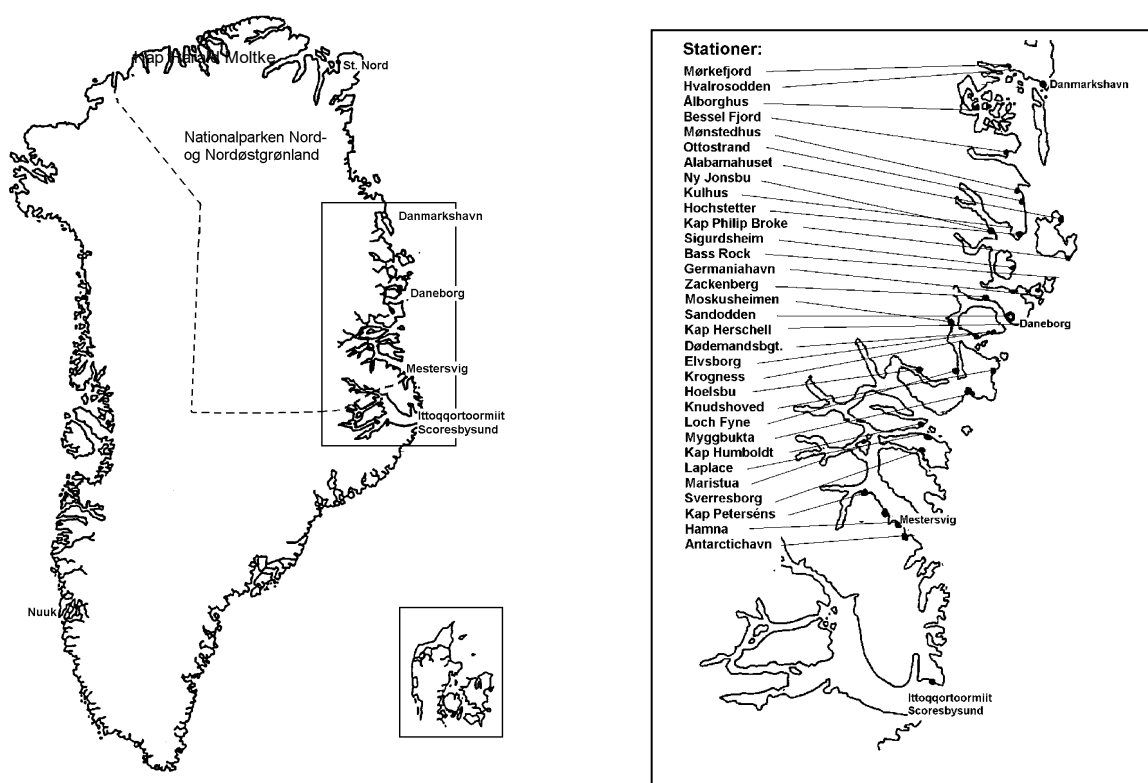 Kap Harald Moltke
St. Nord
Nationalparken Nord-
og Nordøstgrønland
Danmarkshavn
Daneborg
Mestersvig
Ittoqqortoormiit
Scoresbysund
Nuuk
Stationer:
Mørkefjord
Hvalrosodden
Ålborghus
Bessel Fjord
Mønstedhus
Ottostrand
Alabamahuset
Ny Jonsbu
Kulhus
Hochstetter
Kap Philip Broke
Sigurdsheim
Bass Rock
Germaniahavn
Zackenberg
Moskusheimen
Sandodden
Kap Herschell
Dødemandsbgt.
Elvsborg
Krogness
Hoelsbu
Knudshoved
Loch Fyne
Myggbukta
Kap Humboldt
Laplace
Maristua
Sverresborg
Kap Peterséns
Hamna
Antarctichavn
Danmarkshavn
Daneborg
Mestersvig
Ittoqqortoormiit
Scoresbysund